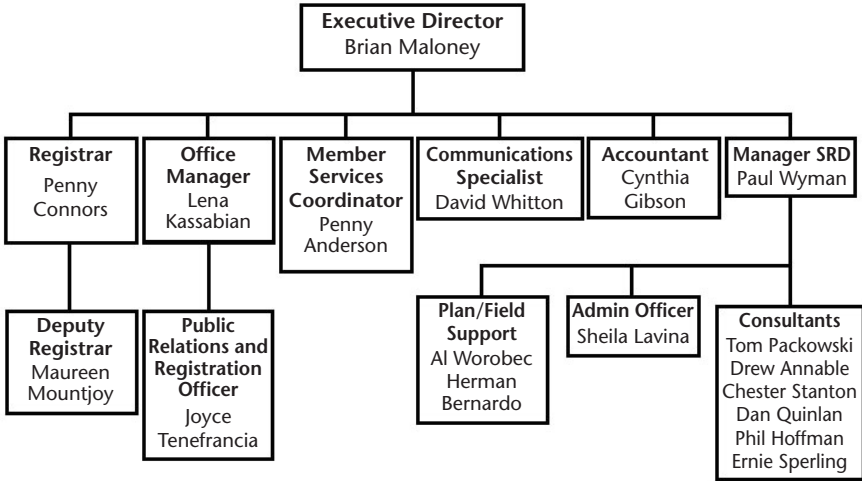 Executive Director
Brian Maloney
Registrar
Penny
Connors
Office
Manager
Lena
Kassabian
Member
Services
Coordinator
Penny
Anderson
Communications
Specialist
David Whitton
Accountant
Cynthia
Gibson
Manager SRD
Paul Wyman
Deputy
Registrar
Maureen
Mountjoy
Public
Relations and
Registration
Officer
Joyce
Tenefrancia
Plan/Field
Support
Al Worobec
Herman
Bernardo
Admin Officer
Sheila Lavina
Consultants
Tom Packowski
Drew Annable
Chester Stanton
Dan Quinlan
Phil Hoffman
Ernie Sperling